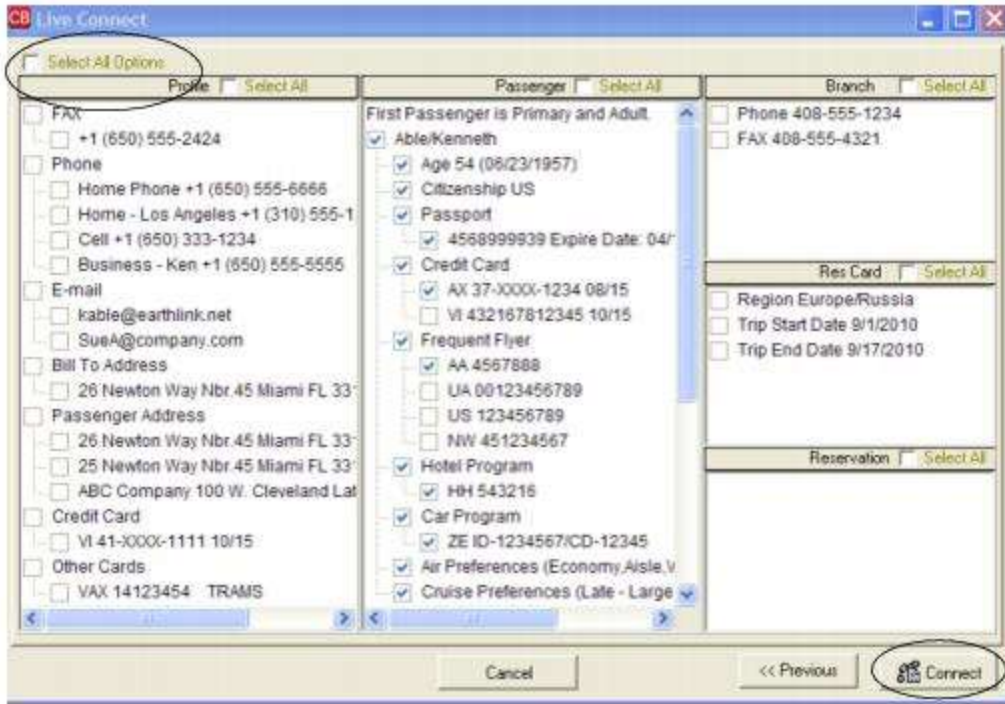 CB Live Connect
Select All Options
Profile Select All
FAX
+1 (650) 555-2424
Phone
Home Phone +1 (650) 555-6666
Home - Los Angeles +1 (310) 555-1
Cell +1 (650) 333-1234
Business - Ken +1 (650) 555-5555
E-mail
kable@earthlink.net
SueA@company.com
Bill To Address
26 Newton Way Nbr.45 Miami FL 331
Passenger Address
26 Newton Way Nbr.45 Miami FL 331
25 Newton Way Nbr.45 Miami FL 331
ABC Company 100 W. Cleveland Lat
Credit Card
VI 41-XXXX-1111 10/15
Other Cards
VAX 14123454 TRAMS
Passenger Select All
First Passenger is Primary and Adult.
Able/Kenneth
Age 54 (06/23/1957)
Citizenship US
Passport
4568999939 Expire Date: 04/
Credit Card
AX 37-XXXX-1234 08/15
VI 432167812345 10/15
Frequent Flyer
AA 4567888
UA 00123456789
US 123456789
NW 451234567
Hotel Program
HH 543216
Car Program
ZE ID-1234567/CD-12345
Air Preferences (Economy,Aisle,V
Cruise Preferences (Late - Large
Branch Select All
Phone 408-555-1234
FAX 408-555-4321
Res Card Select All
Region Europe/Russia
Trip Start Date 9/1/2010
Trip End Date 9/17/2010
Reservation Select All
Cancel
<< Previous
Connect